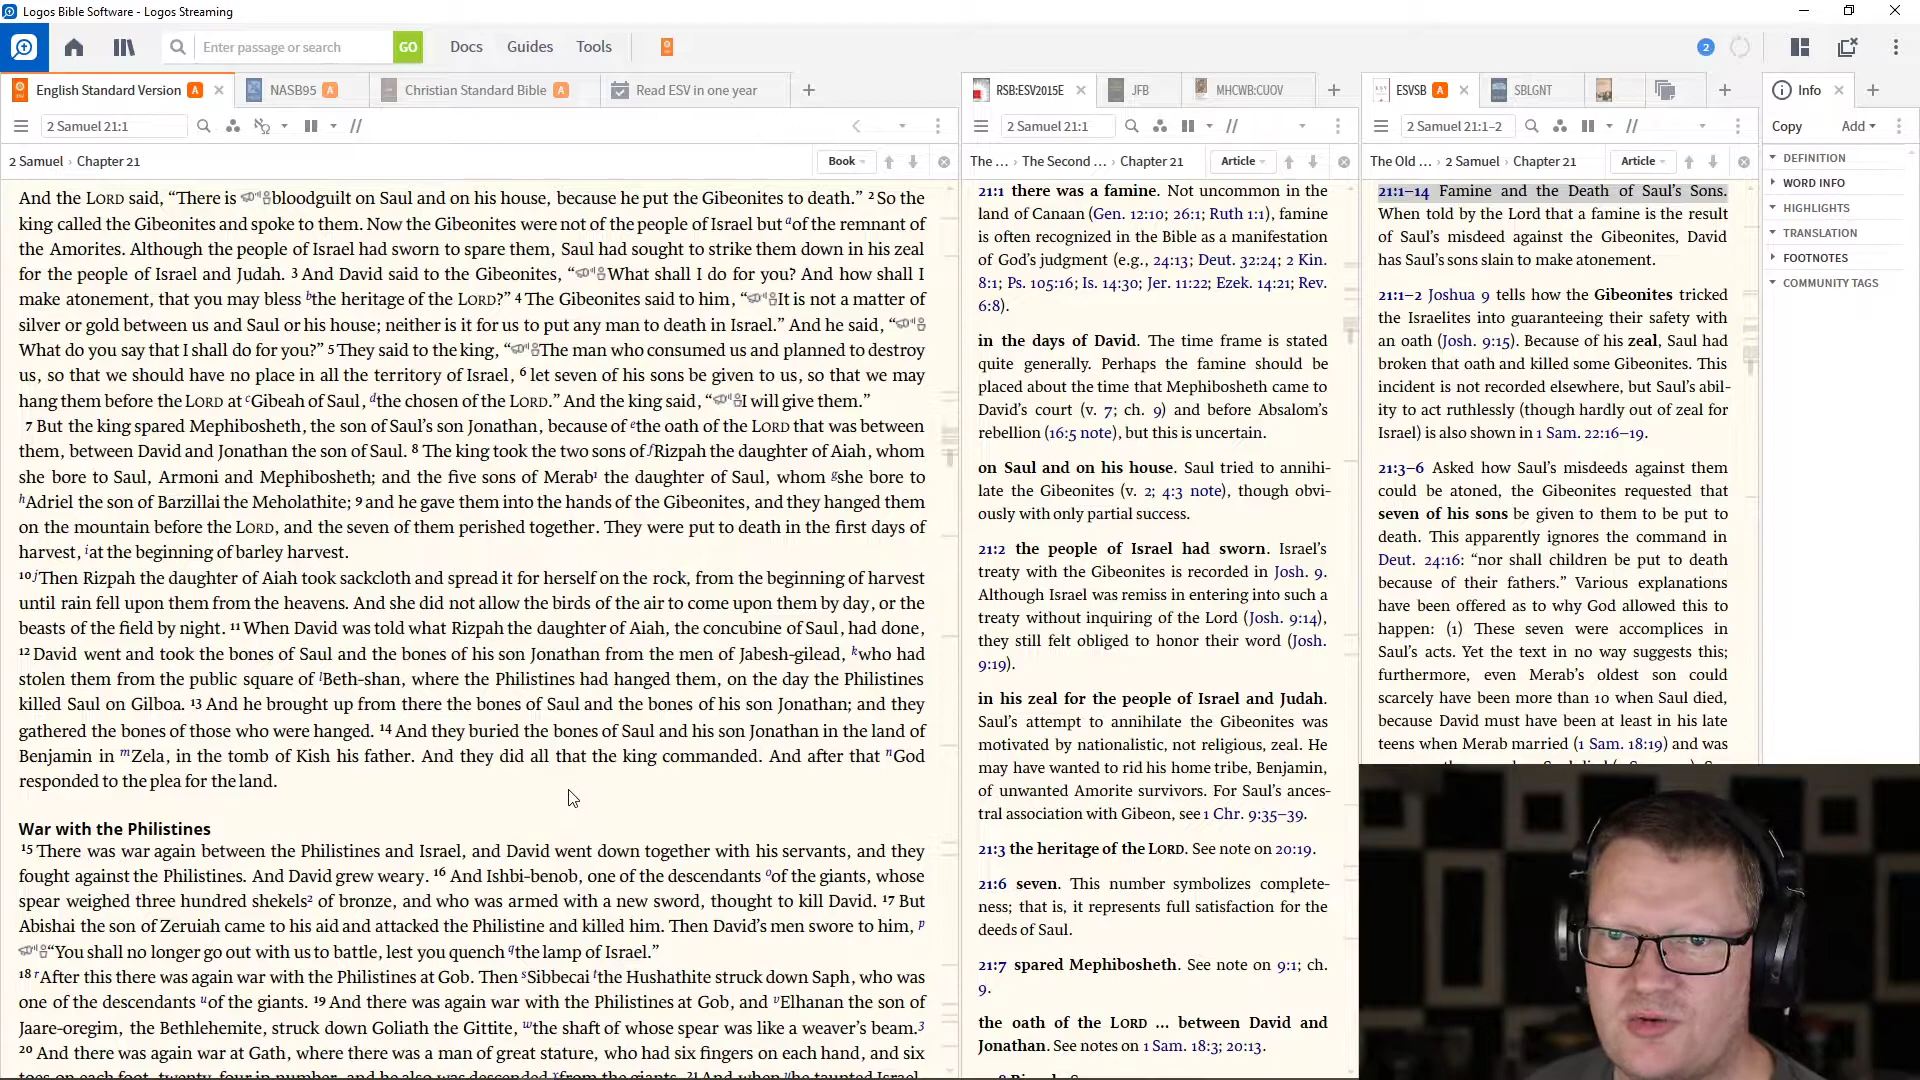 Logos Bible Software - Logos Streaming
Enter passage or search
GO
Docs
Guides
Tools
2
English Standard Version A
NASB95 A
Christian Standard Bible A
Read ESV in one year
RSB:ESV2015E
JFB
MHCWB:CUOV
ESVSB A
SBLGNT
Info
2 Samuel 21:1
2 Samuel 21:1
2 Samuel 21:1–2
Copy
Add
2 Samuel › Chapter 21
Book
The ... › The Second ... › Chapter 21
Article
The Old ... › 2 Samuel › Chapter 21
Article
And the LORD said, “There is bloodguilt on Saul and on his house, because he put the Gibeonites to death.” 2 So the
king called the Gibeonites and spoke to them. Now the Gibeonites were not of the people of Israel but a of the remnant of
the Amorites. Although the people of Israel had sworn to spare them, Saul had sought to strike them down in his zeal
for the people of Israel and Judah. 3 And David said to the Gibeonites, “What shall I do for you? And how shall I
make atonement, that you may bless b the heritage of the LORD?” 4 The Gibeonites said to him, “It is not a matter of
silver or gold between us and Saul or his house; neither is it for us to put any man to death in Israel.” And he said, “
What do you say that I shall do for you?” 5 They said to the king, “The man who consumed us and planned to destroy
us, so that we should have no place in all the territory of Israel, 6 let seven of his sons be given to us, so that we may
hang them before the LORD at c Gibeah of Saul, d the chosen of the LORD.” And the king said, “I will give them.”
7 But the king spared Mephibosheth, the son of Saul’s son Jonathan, because of e the oath of the LORD that was between
them, between David and Jonathan the son of Saul. 8 The king took the two sons of f Rizpah the daughter of Aiah, whom
she bore to Saul, Armoni and Mephibosheth; and the five sons of Merab 1 the daughter of Saul, whom g she bore to
h Adriel the son of Barzillai the Meholathite; 9 and he gave them into the hands of the Gibeonites, and they hanged them
on the mountain before the LORD, and the seven of them perished together. They were put to death in the first days of
harvest, i at the beginning of barley harvest.
10 j Then Rizpah the daughter of Aiah took sackcloth and spread it for herself on the rock, from the beginning of harvest
until rain fell upon them from the heavens. And she did not allow the birds of the air to come upon them by day, or the
beasts of the field by night. 11 When David was told what Rizpah the daughter of Aiah, the concubine of Saul, had done,
12 David went and took the bones of Saul and the bones of his son Jonathan from the men of Jabesh-gilead, k who had
stolen them from the public square of l Beth-shan, where the Philistines had hanged them, on the day the Philistines
killed Saul on Gilboa. 13 And he brought up from there the bones of Saul and the bones of his son Jonathan; and they
gathered the bones of those who were hanged. 14 And they buried the bones of Saul and his son Jonathan in the land of
Benjamin in m Zela, in the tomb of Kish his father. And they did all that the king commanded. And after that n God
responded to the plea for the land.
War with the Philistines
15 There was war again between the Philistines and Israel, and David went down together with his servants, and they
fought against the Philistines. And David grew weary. 16 And Ishbi-benob, one of the descendants o of the giants, whose
spear weighed three hundred shekels 2 of bronze, and who was armed with a new sword, thought to kill David. 17 But
Abishai the son of Zeruiah came to his aid and attacked the Philistine and killed him. Then David’s men swore to him, p
“You shall no longer go out with us to battle, lest you quench q the lamp of Israel.”
18 r After this there was again war with the Philistines at Gob. Then s Sibbecai t the Hushathite struck down Saph, who was
one of the descendants u of the giants. 19 And there was again war with the Philistines at Gob, and v Elhanan the son of
Jaare-oregim, the Bethlehemite, struck down Goliath the Gittite, w the shaft of whose spear was like a weaver’s beam. 3
20 And there was again war at Gath, where there was a man of great stature, who had six fingers on each hand, and six
toes on each foot, twenty-four in number, and he also was descended x from the giants. 21 And when y he taunted Israel,
21:1 there was a famine. Not uncommon in the
land of Canaan (Gen. 12:10; 26:1; Ruth 1:1), famine
is often recognized in the Bible as a manifestation
of God’s judgment (e.g., 24:13; Deut. 32:24; 2 Kin.
8:1; Ps. 105:16; Is. 14:30; Jer. 11:22; Ezek. 14:21; Rev.
6:8).
in the days of David. The time frame is stated
quite generally. Perhaps the famine should be
placed about the time that Mephibosheth came to
David’s court (v. 7; ch. 9) and before Absalom’s
rebellion (16:5 note), but this is uncertain.
on Saul and on his house. Saul tried to annihi-
late the Gibeonites (v. 2; 4:3 note), though obvi-
ously with only partial success.
21:2 the people of Israel had sworn. Israel’s
treaty with the Gibeonites is recorded in Josh. 9.
Although Israel was remiss in entering into such a
treaty without inquiring of the Lord (Josh. 9:14),
they still felt obliged to honor their word (Josh.
9:19).
in his zeal for the people of Israel and Judah.
Saul’s attempt to annihilate the Gibeonites was
motivated by nationalistic, not religious, zeal. He
may have wanted to rid his home tribe, Benjamin,
of unwanted Amorite survivors. For Saul’s ances-
tral association with Gibeon, see 1 Chr. 9:35–39.
21:3 the heritage of the LORD. See note on 20:19.
21:6 seven. This number symbolizes complete-
ness; that is, it represents full satisfaction for the
deeds of Saul.
21:7 spared Mephibosheth. See note on 9:1; ch.
9.
the oath of the LORD ... between David and
Jonathan. See notes on 1 Sam. 18:3; 20:13.
21:1–14 Famine and the Death of Saul’s Sons.
When told by the Lord that a famine is the result
of Saul’s misdeed against the Gibeonites, David
has Saul’s sons slain to make atonement.
21:1–2 Joshua 9 tells how the Gibeonites tricked
the Israelites into guaranteeing their safety with
an oath (Josh. 9:15). Because of his zeal, Saul had
broken that oath and killed some Gibeonites. This
incident is not recorded elsewhere, but Saul’s abil-
ity to act ruthlessly (though hardly out of zeal for
Israel) is also shown in 1 Sam. 22:16–19.
21:3–6 Asked how Saul’s misdeeds against them
could be atoned, the Gibeonites requested that
seven of his sons be given to them to be put to
death. This apparently ignores the command in
Deut. 24:16: “nor shall children be put to death
because of their fathers.” Various explanations
have been offered as to why God allowed this to
happen: (1) These seven were accomplices in
Saul’s acts. Yet the text in no way suggests this;
furthermore, even Merab’s oldest son could
scarcely have been more than 10 when Saul died,
because David must have been at least in his late
teens when Merab married (1 Sam. 18:19) and was
DEFINITION
WORD INFO
HIGHLIGHTS
TRANSLATION
FOOTNOTES
COMMUNITY TAGS